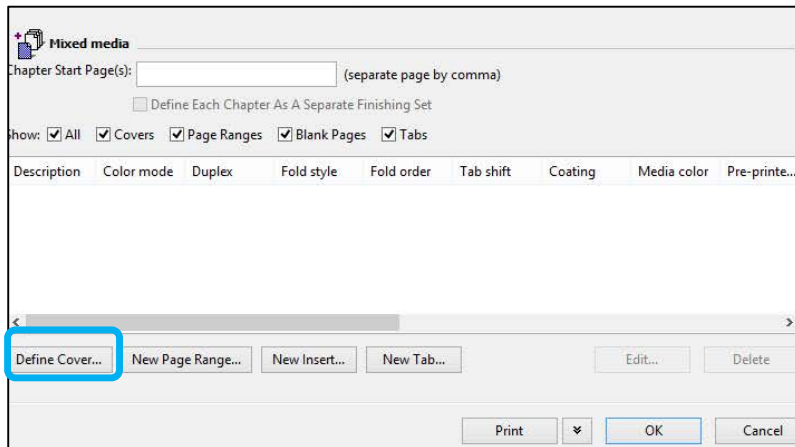 Mixed media
Chapter Start Page(s): (separate page by comma)
Define Each Chapter As A Separate Finishing Set
Show: All Covers Page Ranges Blank Pages Tabs
Description Color mode Duplex Fold style Fold order Tab shift Coating Media color Pre-printe...
Define Cover... New Page Range... New Insert... New Tab... Edit... Delete
Print OK Cancel